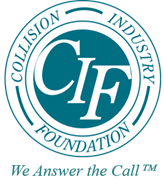 COLLISION INDUSTRY
CIF
FOUNDATION
We Answer the Call™